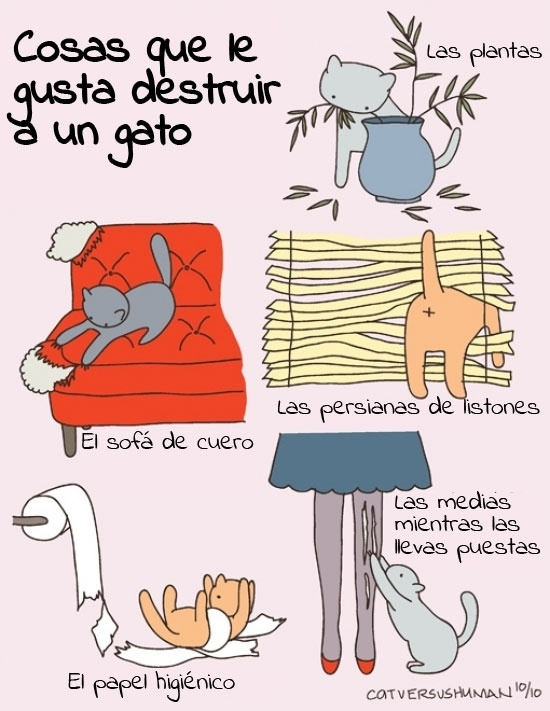 Cosas que le
gusta destruir
a un gato
Las plantas
El sofá de cuero
Las persianas de listones
Las medias
mientras las
llevas puestas
El papel higiénico
CATVERSUSHUMAN 10/10